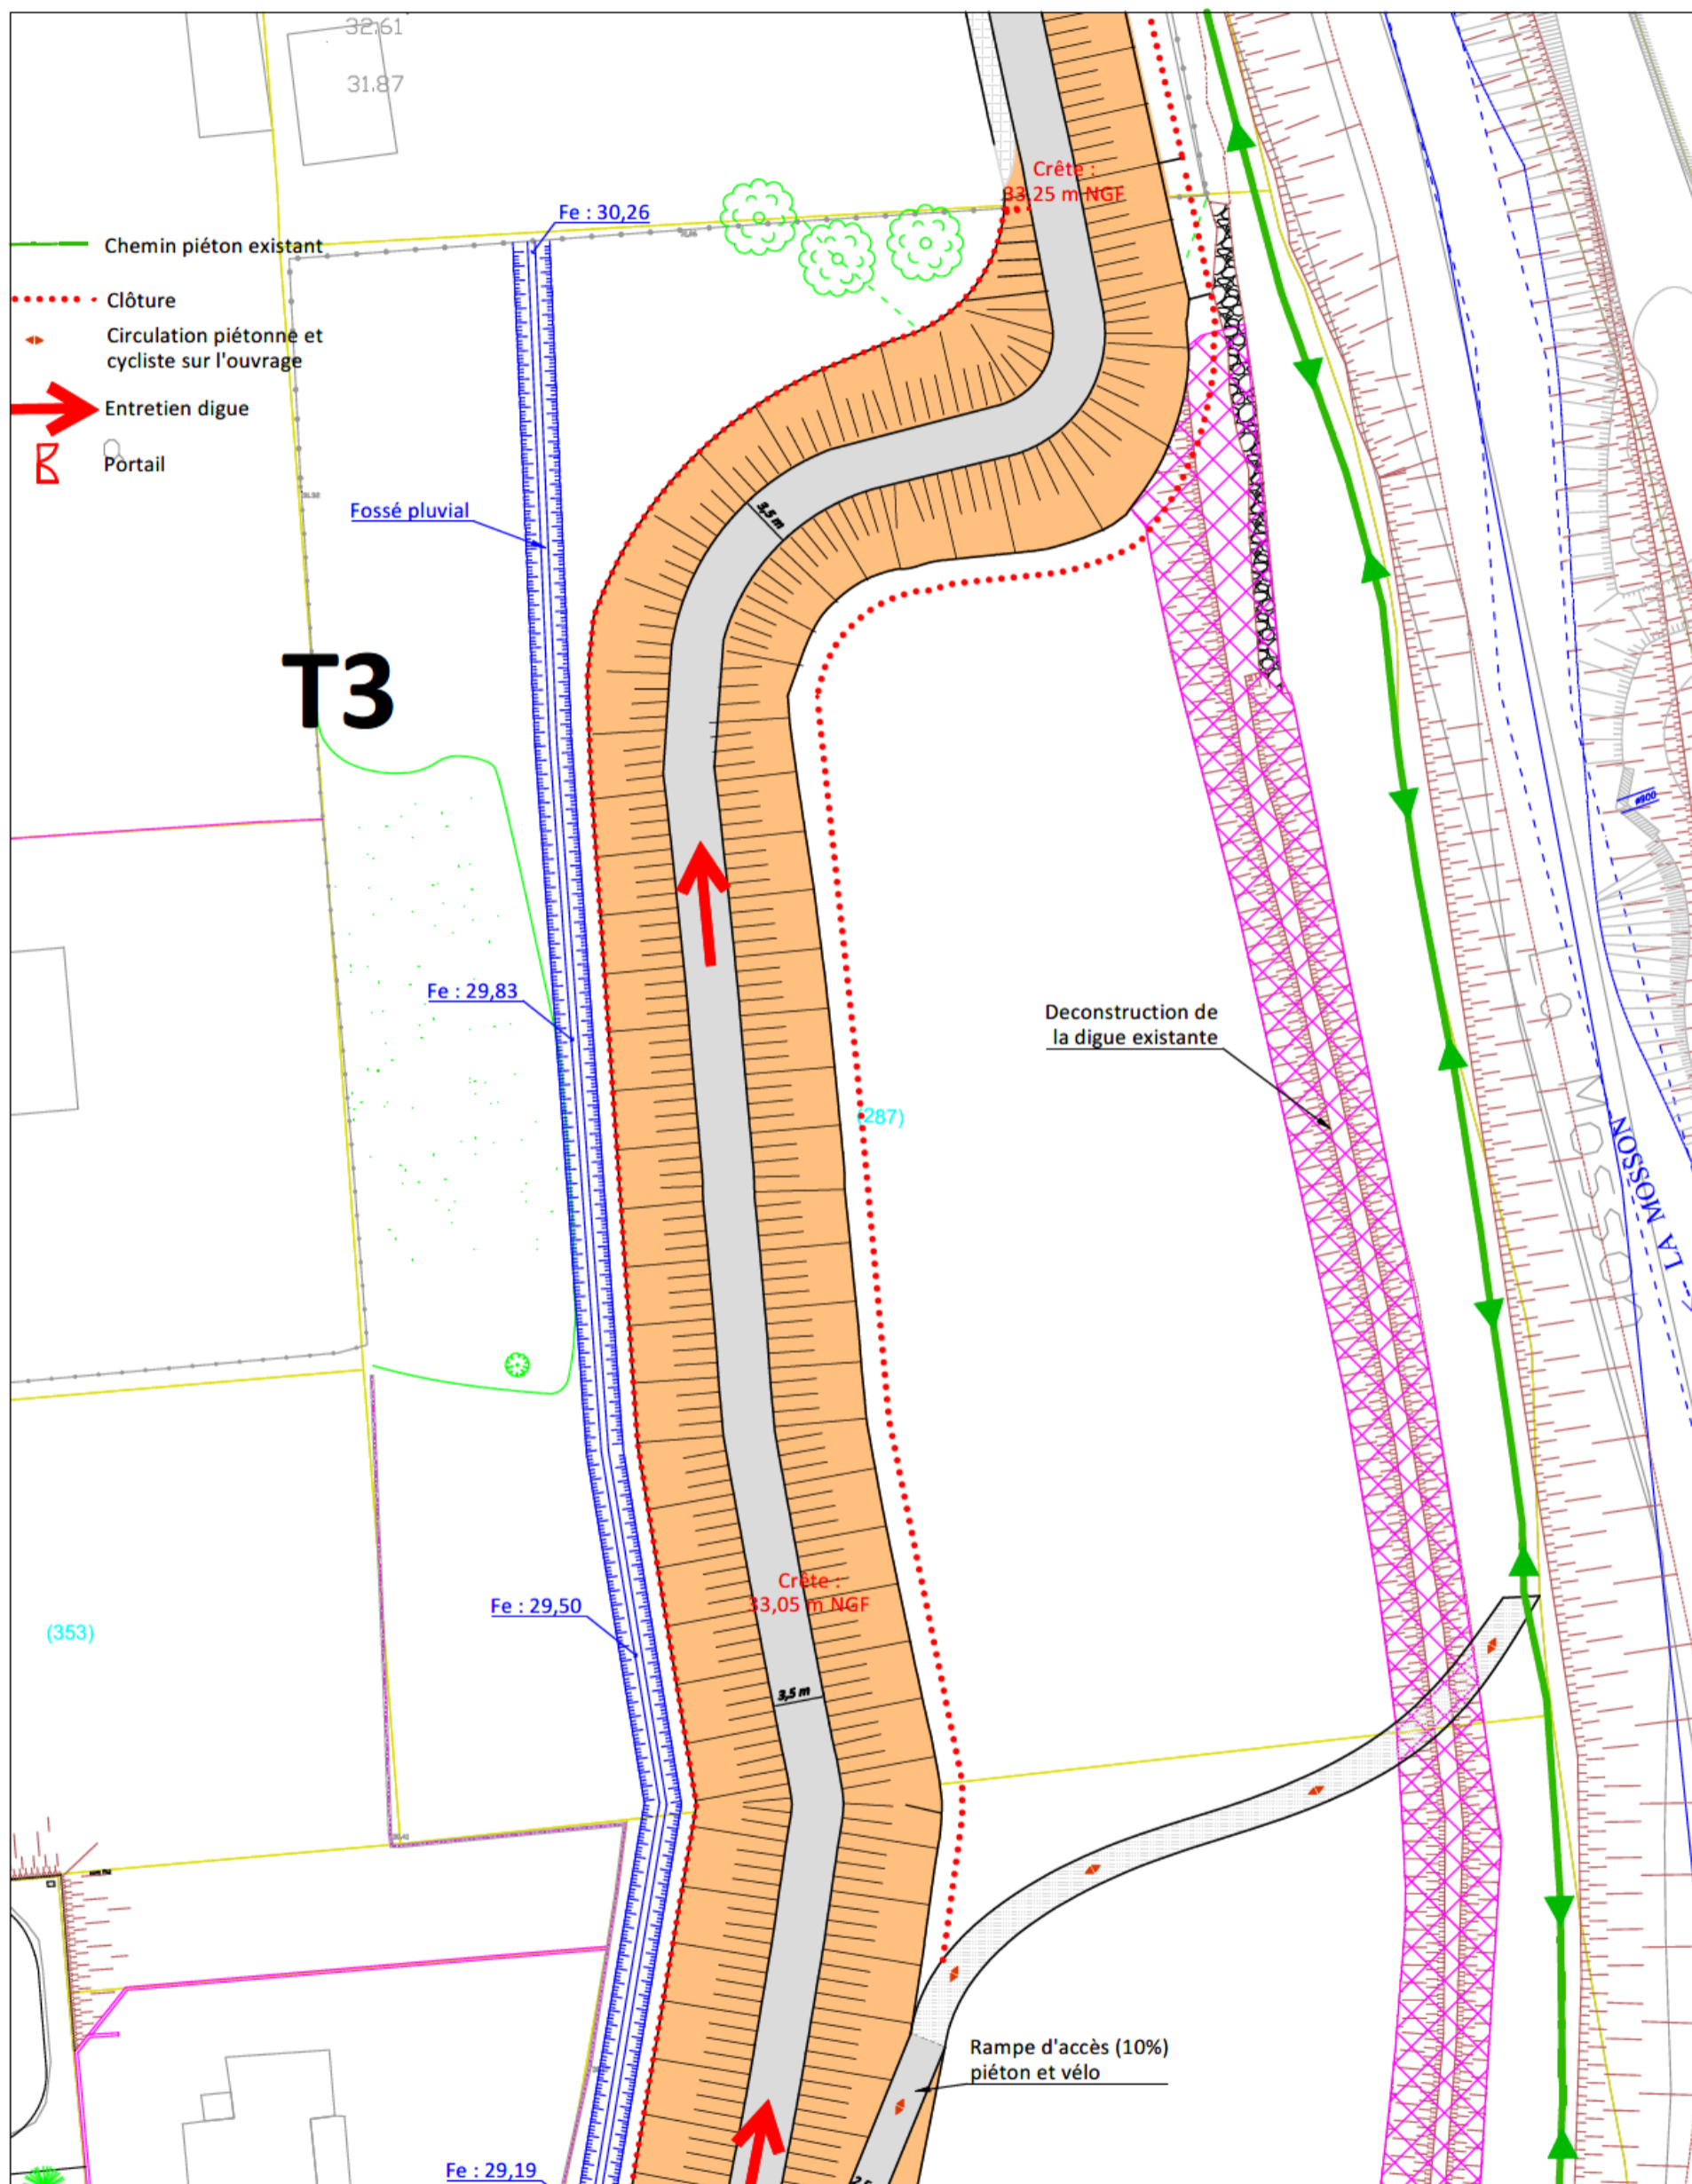 32.61
31.87
Crête :
33,25 m NGF
Fe : 30,26
Chemin piéton existant
Clôture
Circulation piétonne et
cycliste sur l'ouvrage
Entretien digue
Portail
Fossé pluvial
3,5 m
T3
ø900
Fe : 29,83
Deconstruction de
la digue existante
(287)
LA MOSSON
Crête :
33,05 m NGF
Fe : 29,50
(353)
3,5 m
Rampe d'accès (10%)
piéton et vélo
Fe : 29,19